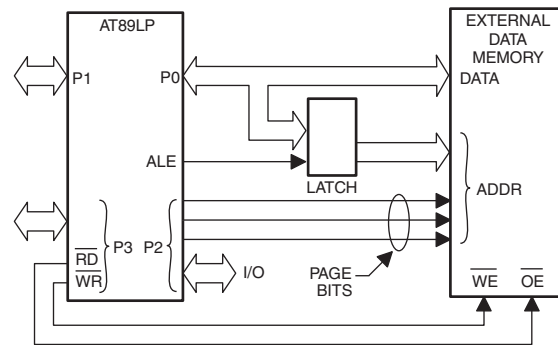 AT89LP
EXTERNAL
DATA
MEMORY
P1
P0
DATA
ALE
LATCH
ADDR
P3
P2
RD
WR
I/O
PAGE
BITS
WE
OE